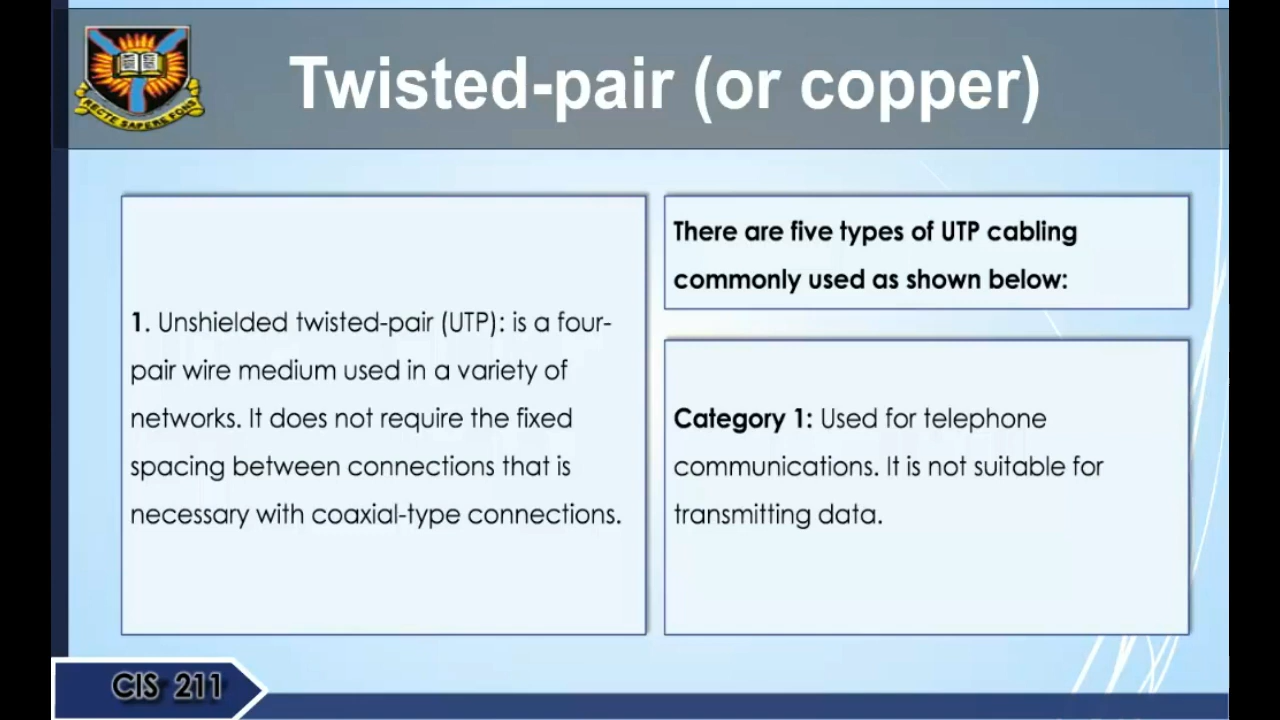 Twisted-pair (or copper)
RECTE SAPERE FONS
1. Unshielded twisted-pair (UTP): is a four-
pair wire medium used in a variety of
networks. It does not require the fixed
spacing between connections that is
necessary with coaxial-type connections.
There are five types of UTP cabling
commonly used as shown below:
Category 1: Used for telephone
communications. It is not suitable for
transmitting data.
CIS 211